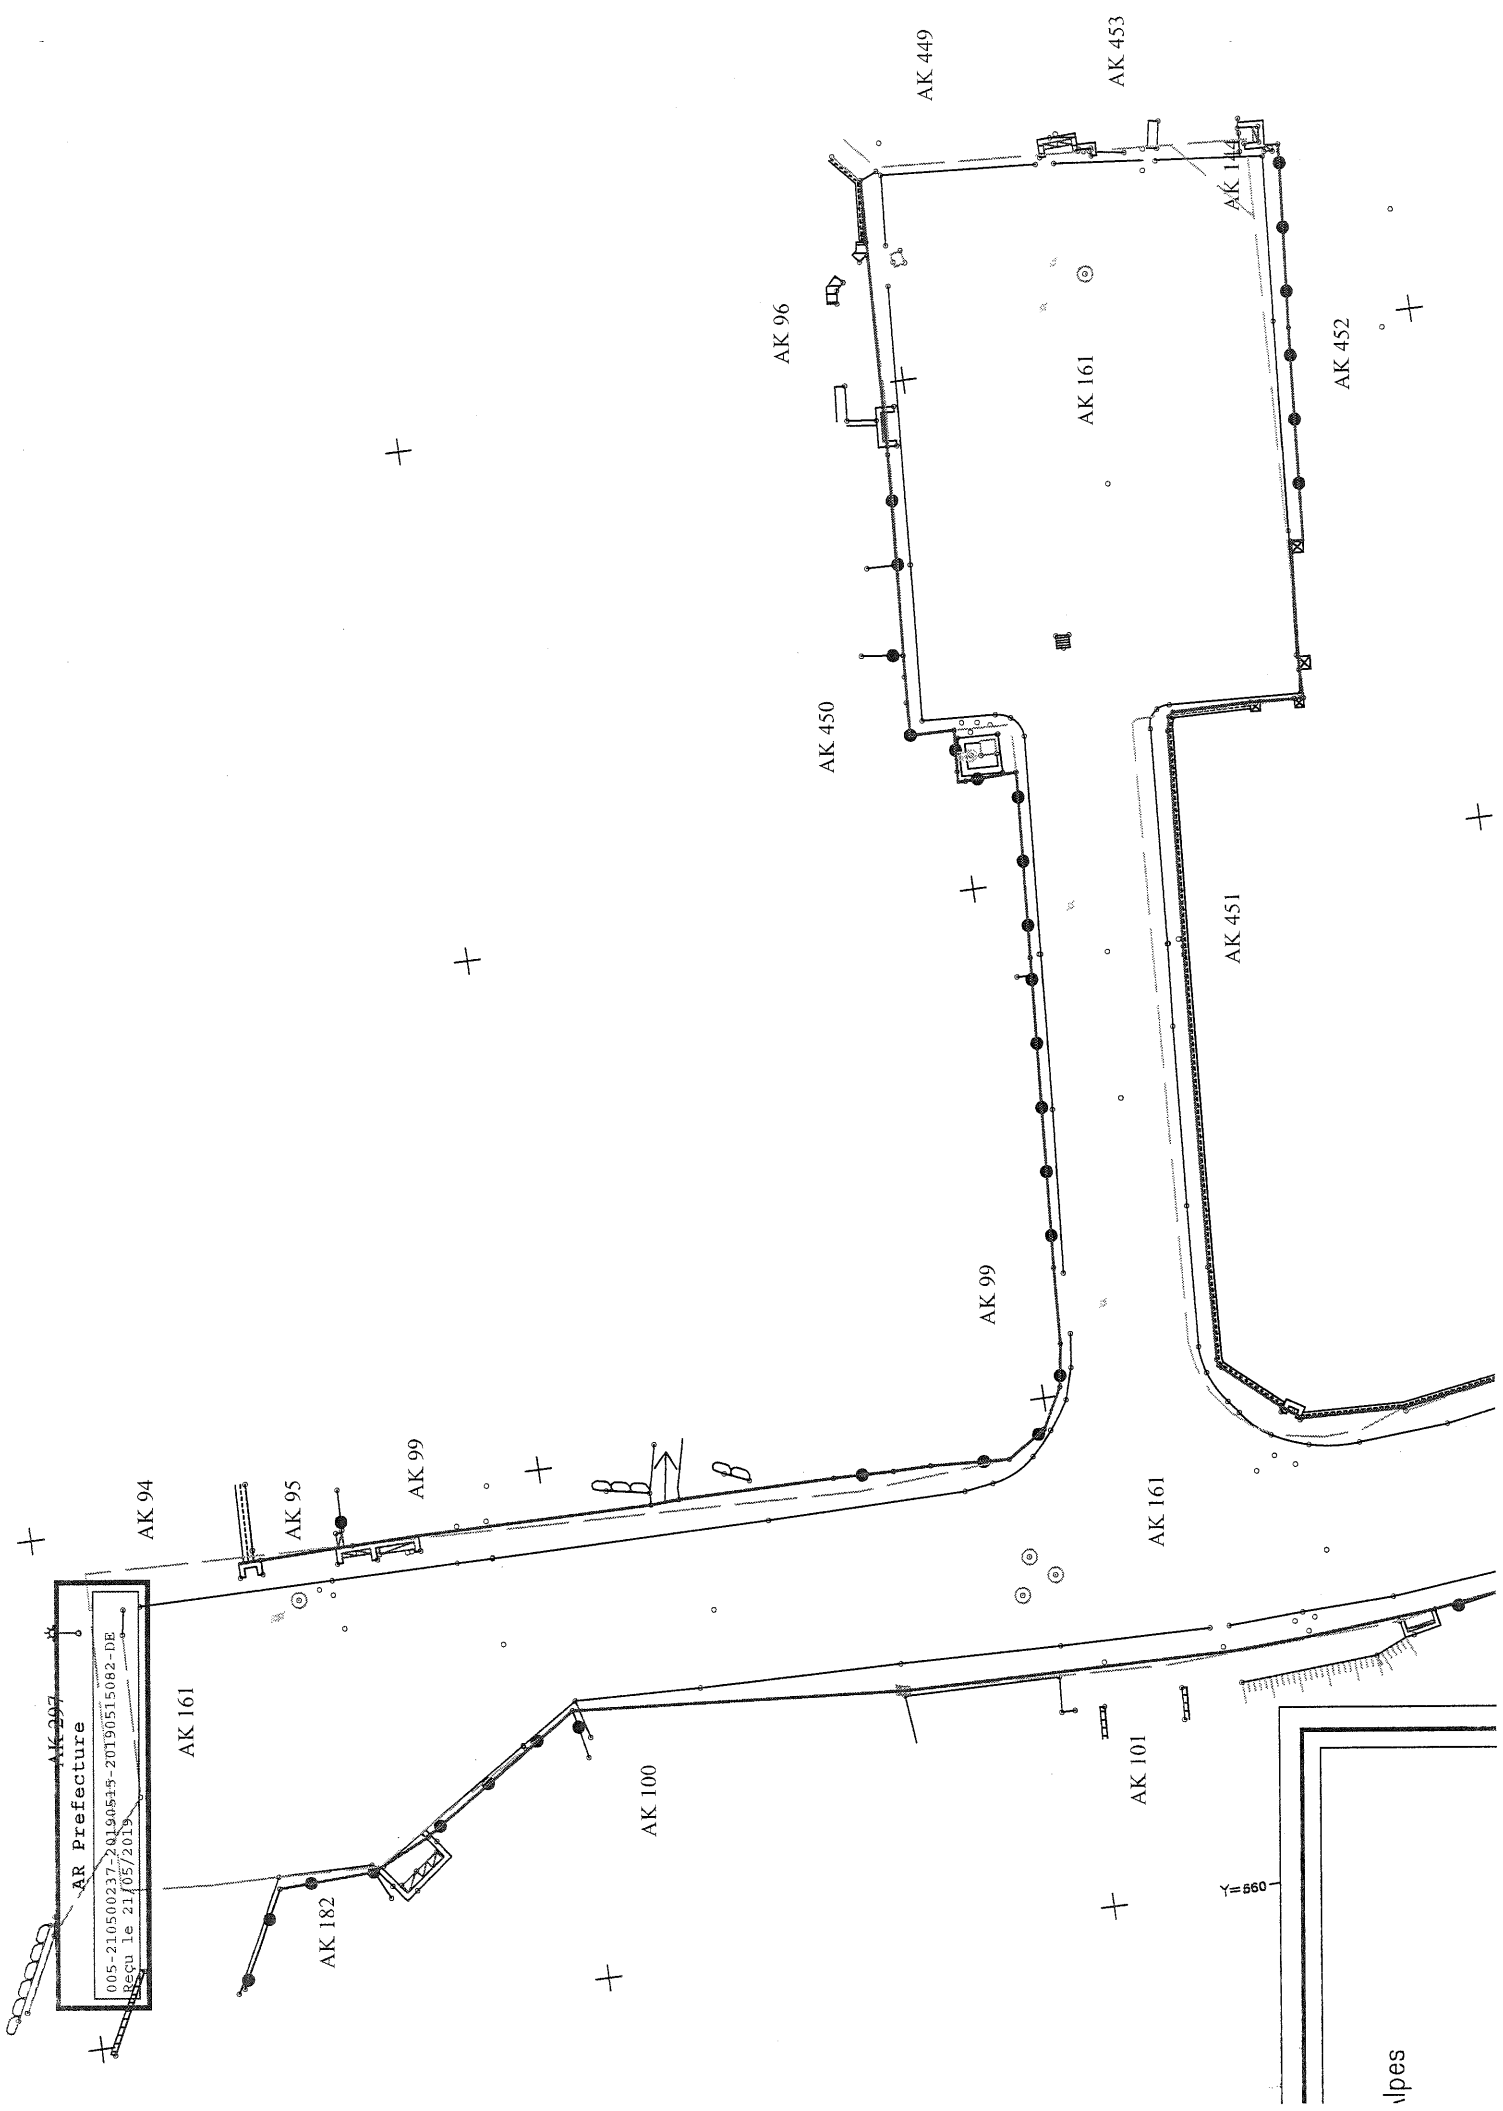 AR Prefecture
005-210500237-20190515-20190515082-DE
Reçu le 21/05/2019
AK 297
AK 94
AK 95
AK 99
AK 161
AK 182
AK 100
AK 101
AK 161
AK 99
AK 450
AK 451
AK 96
AK 161
AK 452
AK 449
AK 453
Y=560